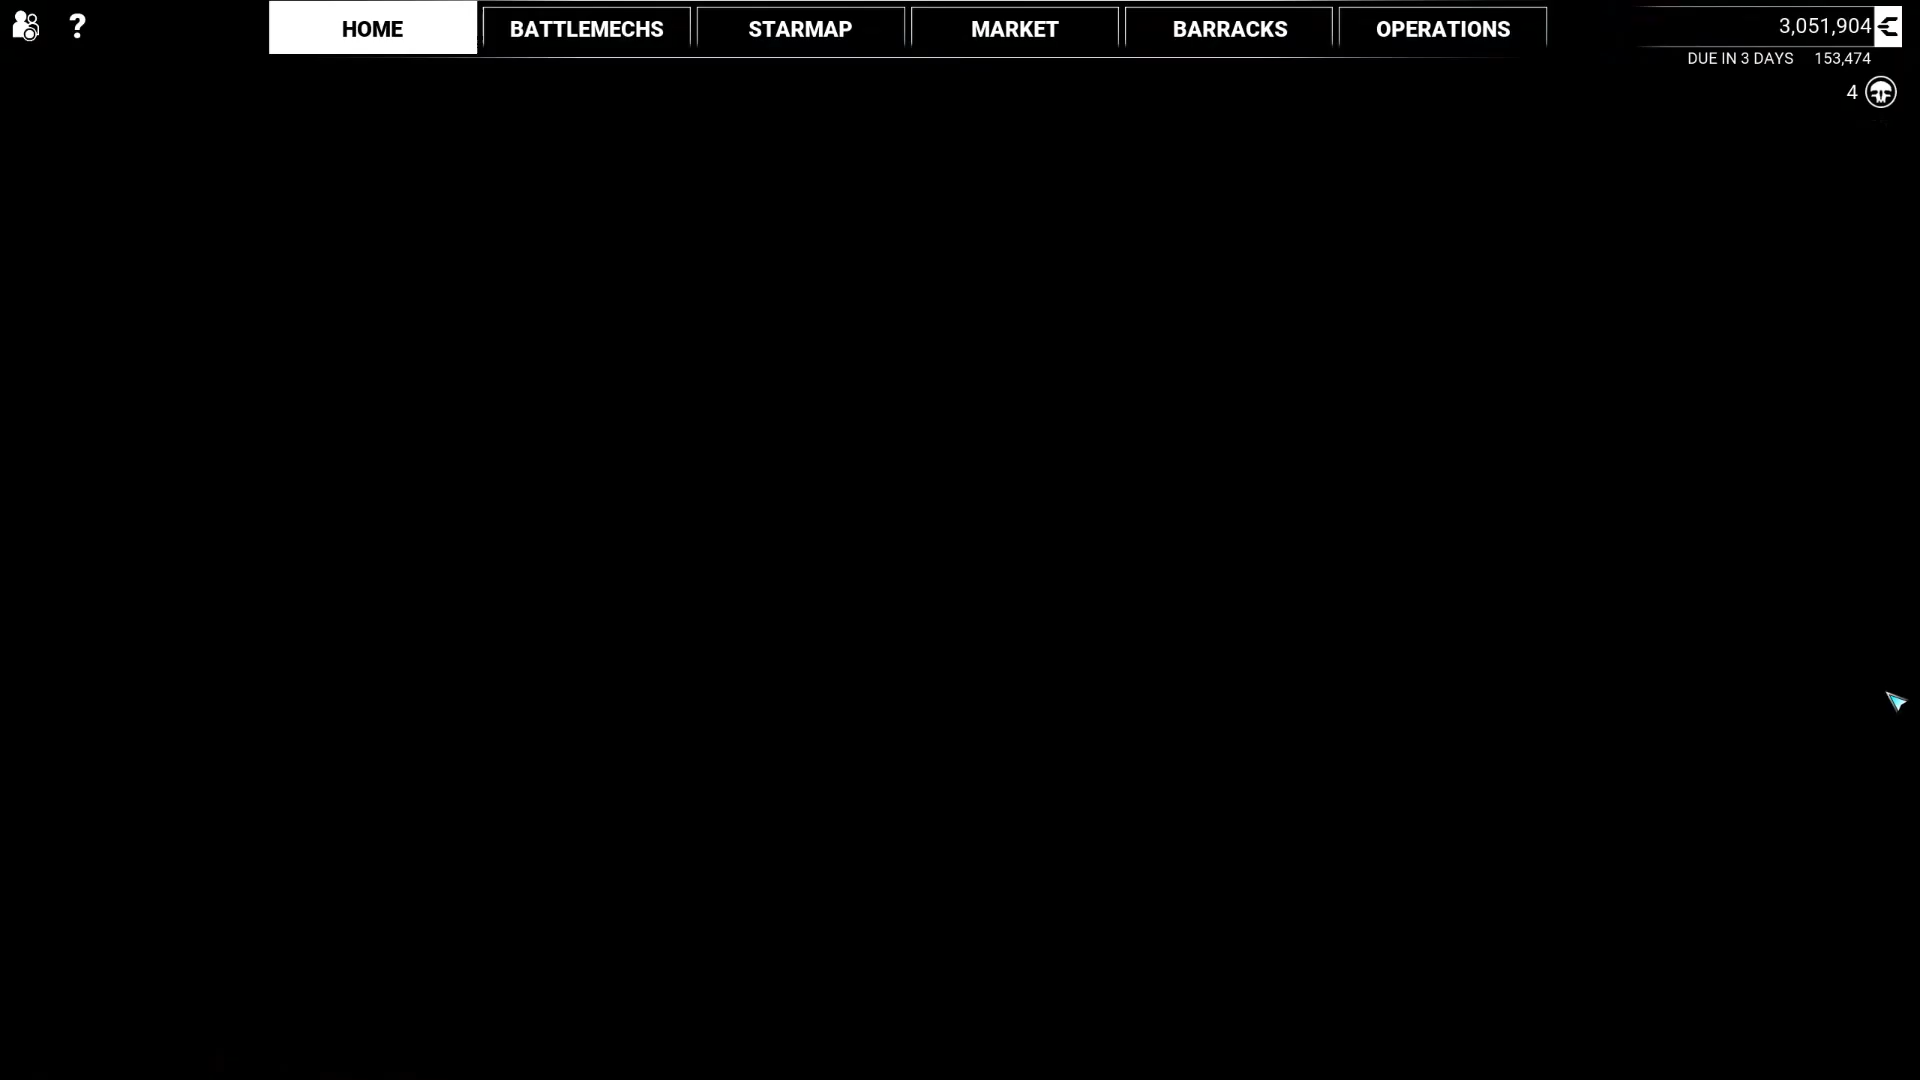 ?
HOME
BATTLEMECHS
STARMAP
MARKET
BARRACKS
OPERATIONS
3,051,904
DUE IN 3 DAYS 153,474
4